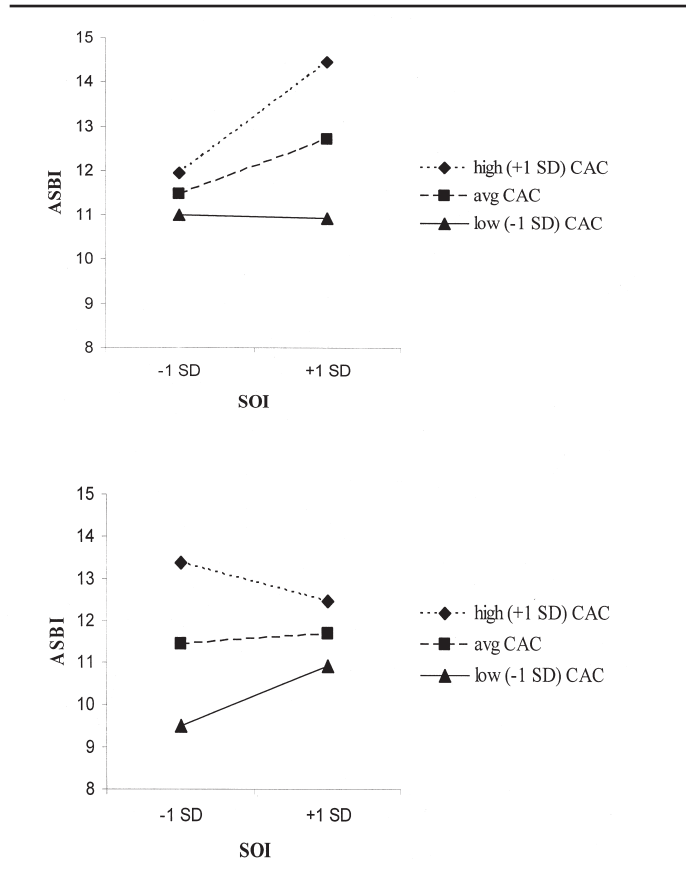 15
14
13
12
11
10
9
8
ASBI
-1 SD +1 SD
SOI
high (+1 SD) CAC
avg CAC
low (-1 SD) CAC
15
14
13
12
11
10
9
8
ASBI
-1 SD +1 SD
SOI
high (+1 SD) CAC
avg CAC
low (-1 SD) CAC